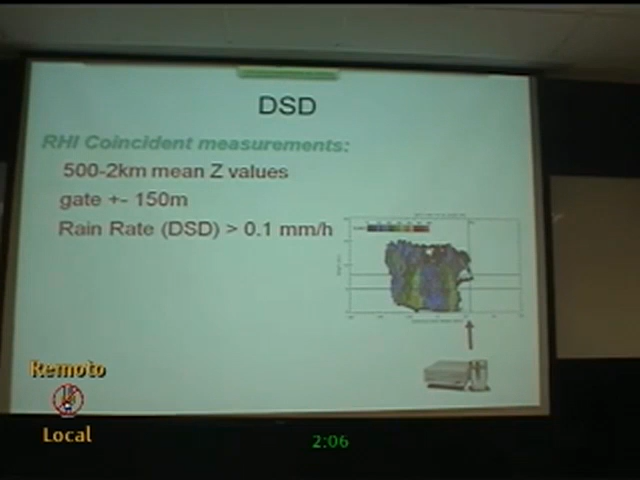 DSD
RHI Coincident measurements:
500-2km mean Z values
gate +- 150m
Rain Rate (DSD) > 0.1 mm/h
Remoto
Local
2:06